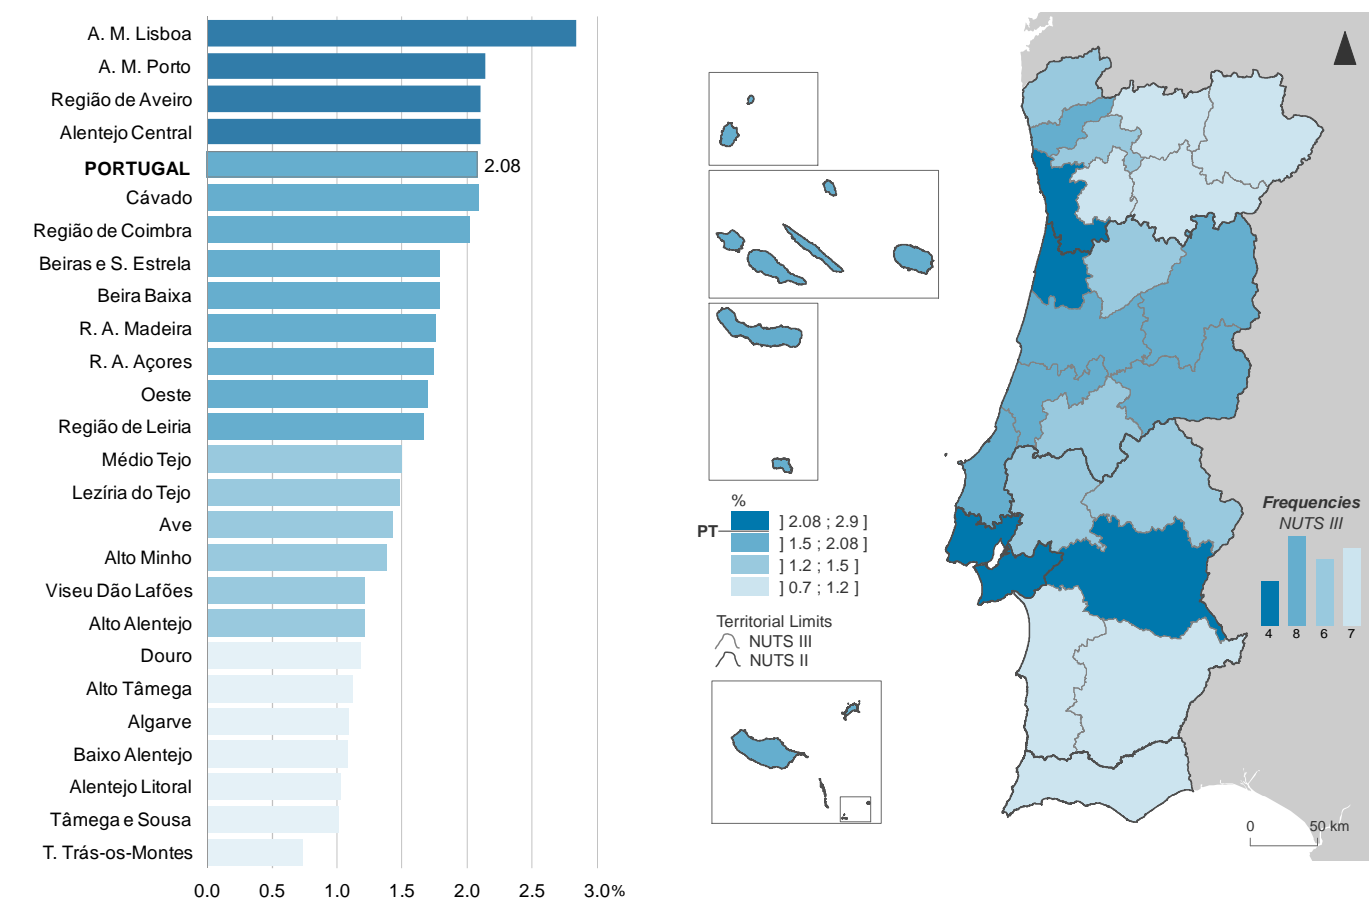 A. M. Lisboa
A. M. Porto
Região de Aveiro
Alentejo Central
PORTUGAL
2.08
Cávado
Região de Coimbra
Beiras e S. Estrela
Beira Baixa
R. A. Madeira
R. A. Açores
Oeste
Região de Leiria
Médio Tejo
Lezíria do Tejo
Ave
Alto Minho
Viseu Dão Lafões
Alto Alentejo
Douro
Alto Tâmega
Algarve
Baixo Alentejo
Alentejo Litoral
Tâmega e Sousa
T. Trás-os-Montes
0.0 0.5 1.0 1.5 2.0 2.5 3.0%
%
PT
] 2.08 ; 2.9 ]
] 1.5 ; 2.08 ]
] 1.2 ; 1.5 ]
] 0.7 ; 1.2 ]
Territorial Limits
NUTS III
NUTS II
Frequencies
NUTS III
4 8 6 7
0 50 km